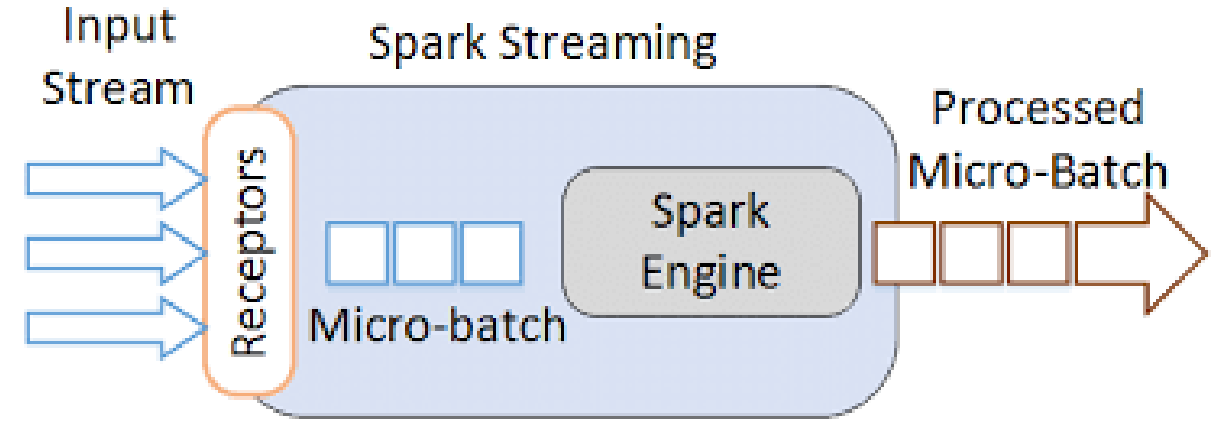 Input
Stream
Spark Streaming
Receptors
Micro-batch
Spark
Engine
Processed
Micro-Batch